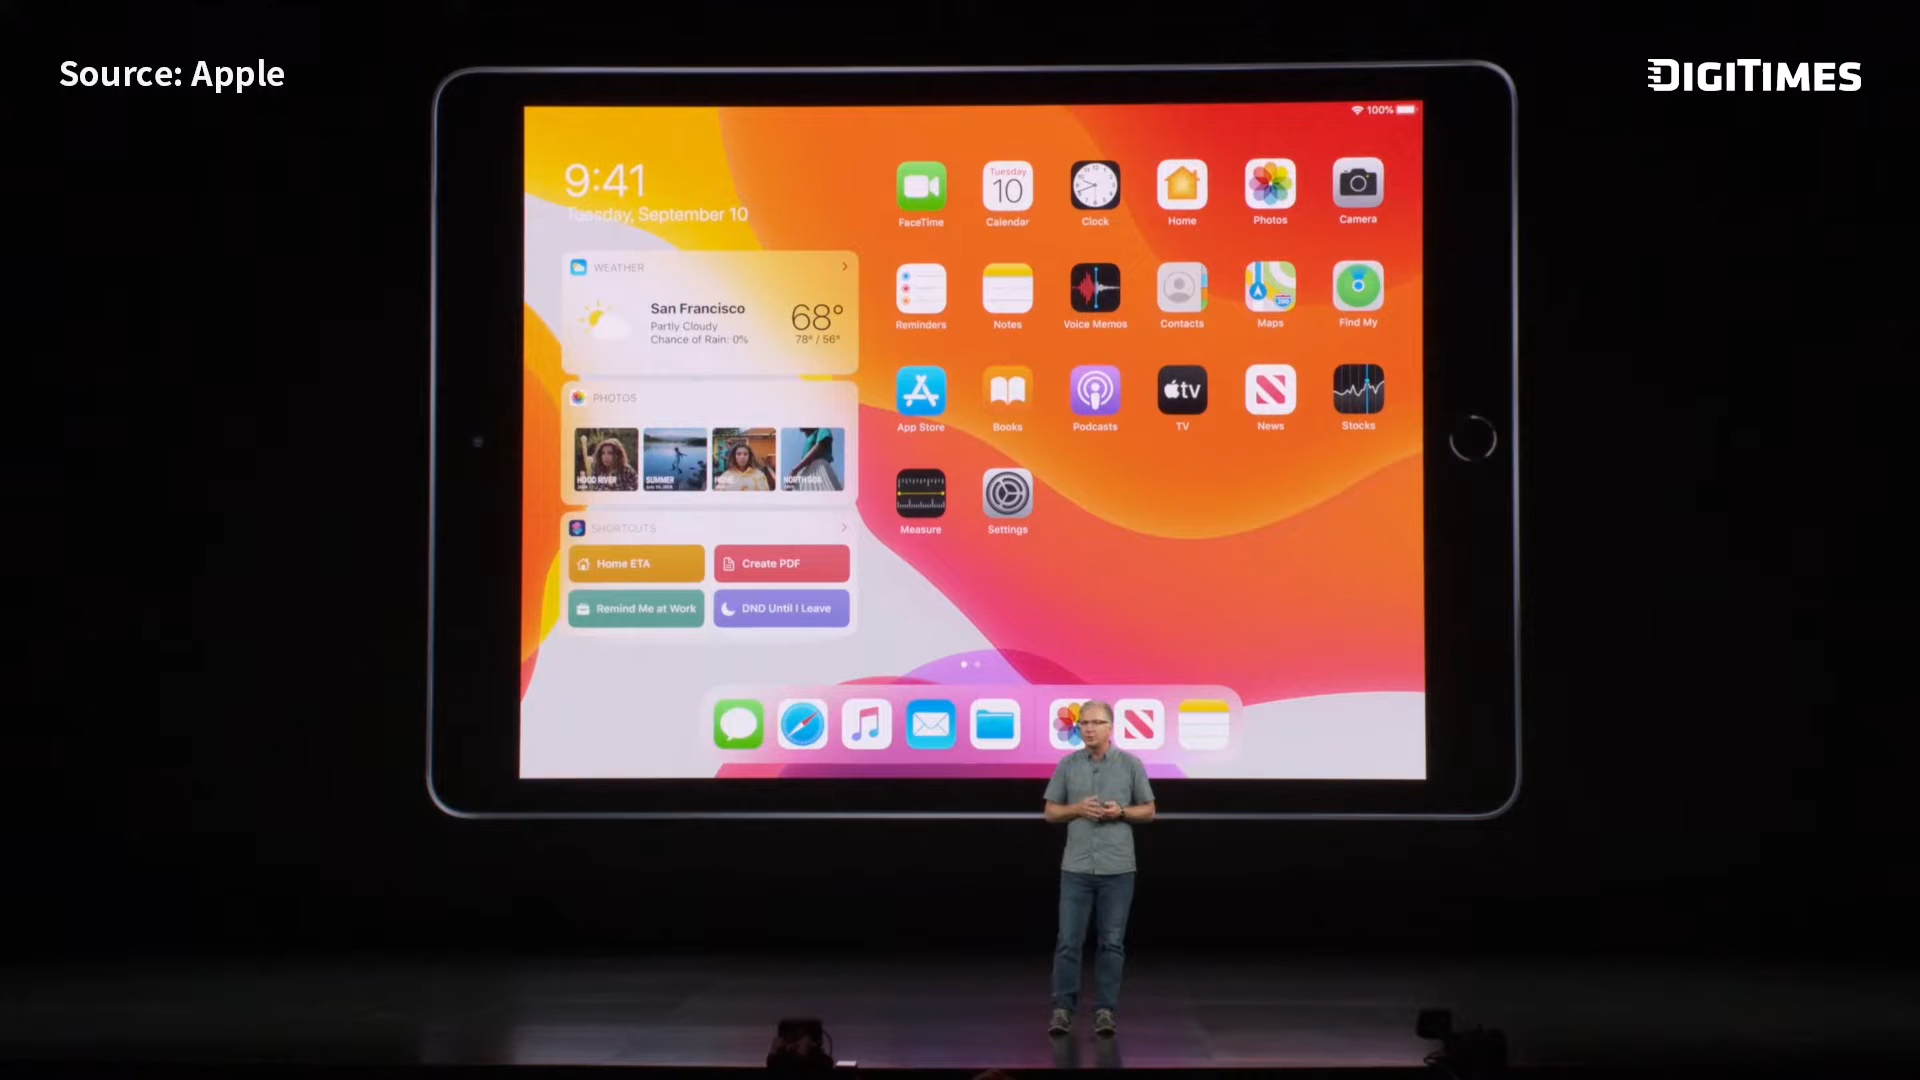 Source: Apple
DIGITIMES
100%
9:41
Tuesday, September 10
WEATHER
San Francisco
Partly Cloudy
Chance of Rain: 0%
68°
78° / 56°
PHOTOS
HOOD RIVER
SUMMER
SHORTCUTS
Home ETA
Create PDF
Remind Me at Work
DND Until I Leave
Tuesday
10
FaceTime
Calendar
Clock
Home
Photos
Camera
Reminders
Notes
Voice Memos
Contacts
280
Maps
Find My
tv
App Store
Books
Podcasts
TV
News
Stocks
Measure
Settings